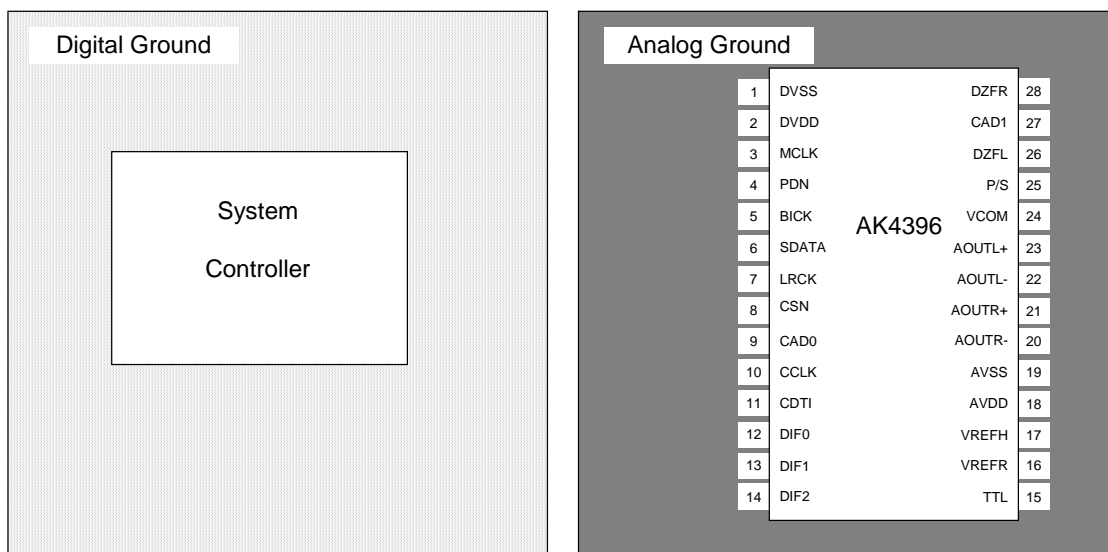 Digital Ground
System
Controller
Analog Ground
AK4396
1 DVSS DZFR 28
2 DVDD CAD1 27
3 MCLK DZFL 26
4 PDN P/S 25
5 BICK VCOM 24
6 SDATA AOUTL+ 23
7 LRCK AOUTL- 22
8 CSN AOUTR+ 21
9 CAD0 AOUTR- 20
10 CCLK AVSS 19
11 CDTI AVDD 18
12 DIF0 VREFH 17
13 DIF1 VREFR 16
14 DIF2 TTL 15